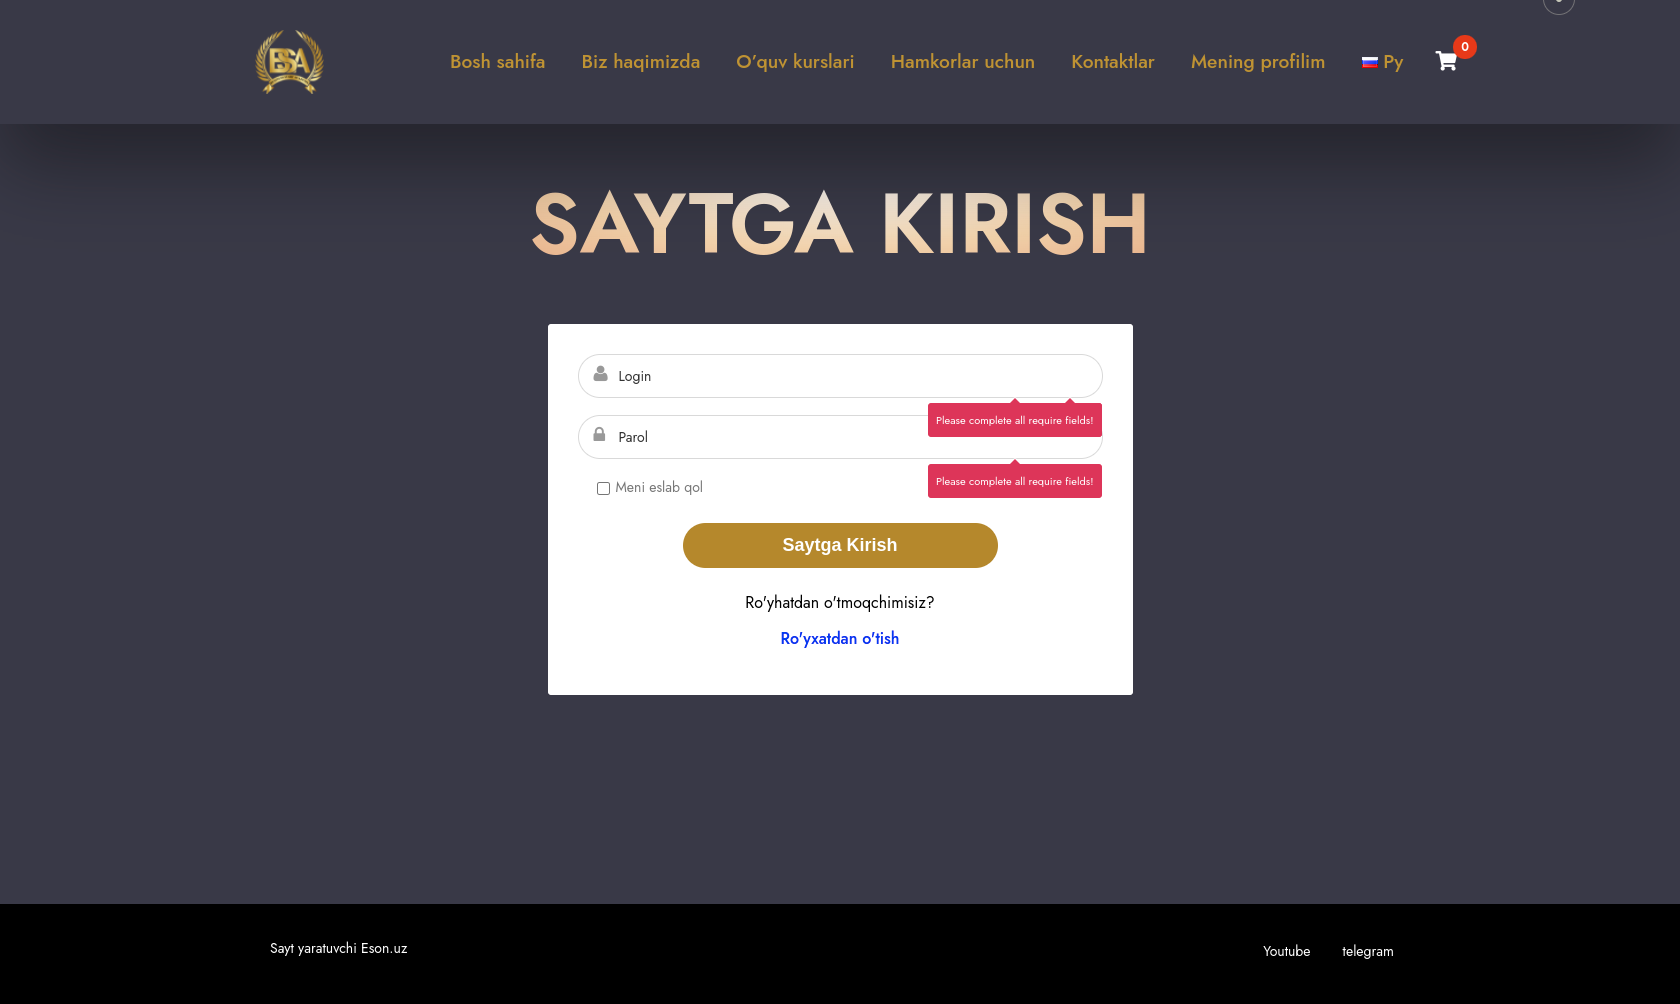 BSA
Bosh sahifa Biz haqimizda O’quv kurslari Hamkorlar uchun Kontaktlar Mening profilim Ру 0
SAYTGA KIRISH
Login
Please complete all require fields!
Parol
Please complete all require fields!
Meni eslab qol
Saytga Kirish
Ro'yhatdan o'tmoqchimisiz?
Ro'yxatdan o'tish
Sayt yaratuvchi Eson.uz
Youtube telegram